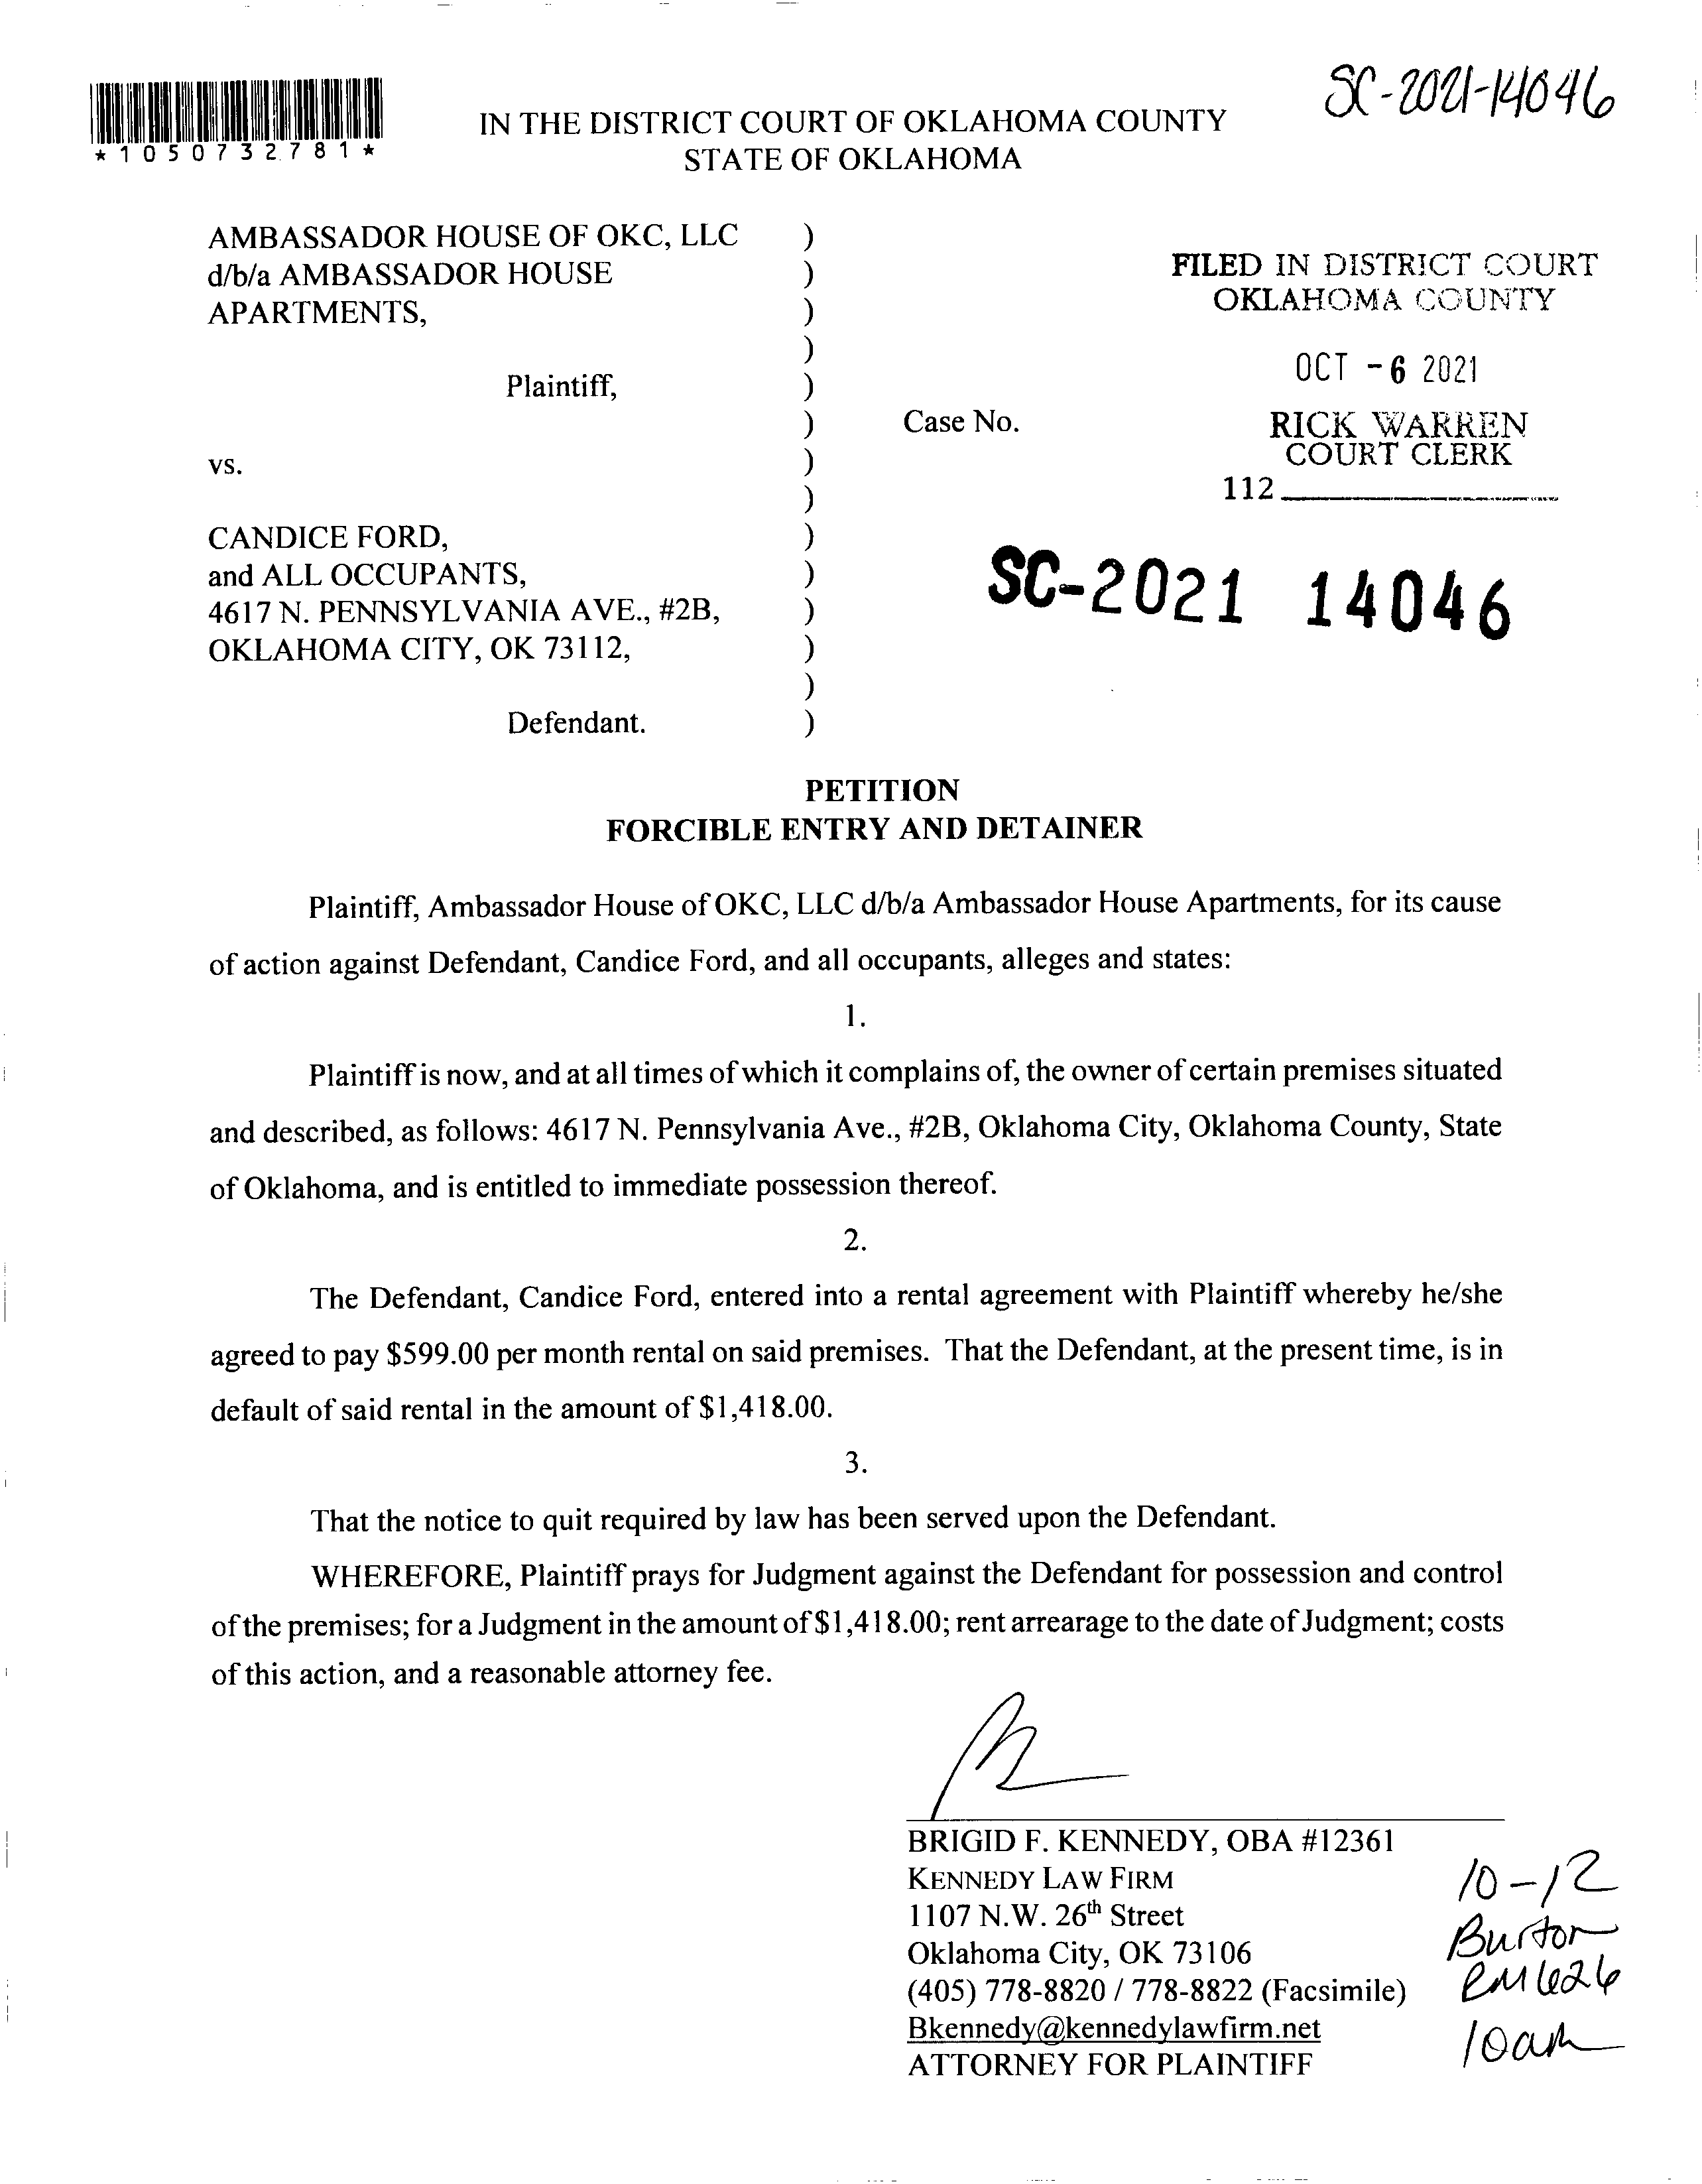 SC-2021-14046
*1050732781*
IN THE DISTRICT COURT OF OKLAHOMA COUNTY
STATE OF OKLAHOMA
AMBASSADOR HOUSE OF OKC, LLC )
d/b/a AMBASSADOR HOUSE )
APARTMENTS, )
)
Plaintiff, )
) Case No.
vs. )
)
CANDICE FORD, )
and ALL OCCUPANTS, )
4617 N. PENNSYLVANIA AVE., #2B, )
OKLAHOMA CITY, OK 73112, )
)
Defendant. )
FILED IN DISTRICT COURT
OKLAHOMA COUNTY
OCT -6 2021
RICK WARREN
COURT CLERK
112
SC-2021 14046
PETITION
FORCIBLE ENTRY AND DETAINER
Plaintiff, Ambassador House of OKC, LLC d/b/a Ambassador House Apartments, for its cause
of action against Defendant, Candice Ford, and all occupants, alleges and states:
1.
Plaintiff is now, and at all times of which it complains of, the owner of certain premises situated
and described, as follows: 4617 N. Pennsylvania Ave., #2B, Oklahoma City, Oklahoma County, State
of Oklahoma, and is entitled to immediate possession thereof.
2.
The Defendant, Candice Ford, entered into a rental agreement with Plaintiff whereby he/she
agreed to pay $599.00 per month rental on said premises. That the Defendant, at the present time, is in
default of said rental in the amount of $1,418.00.
3.
That the notice to quit required by law has been served upon the Defendant.
WHEREFORE, Plaintiff prays for Judgment against the Defendant for possession and control
of the premises; for a Judgment in the amount of $1,418.00; rent arrearage to the date of Judgment; costs
of this action, and a reasonable attorney fee.
BRIGID F. KENNEDY, OBA #12361
KENNEDY LAW FIRM
1107 N.W. 26th Street
Oklahoma City, OK 73106
(405) 778-8820 / 778-8822 (Facsimile)
Bkennedy@kennedylawfirm.net
ATTORNEY FOR PLAINTIFF
10-12
Burton
RM 626
10am